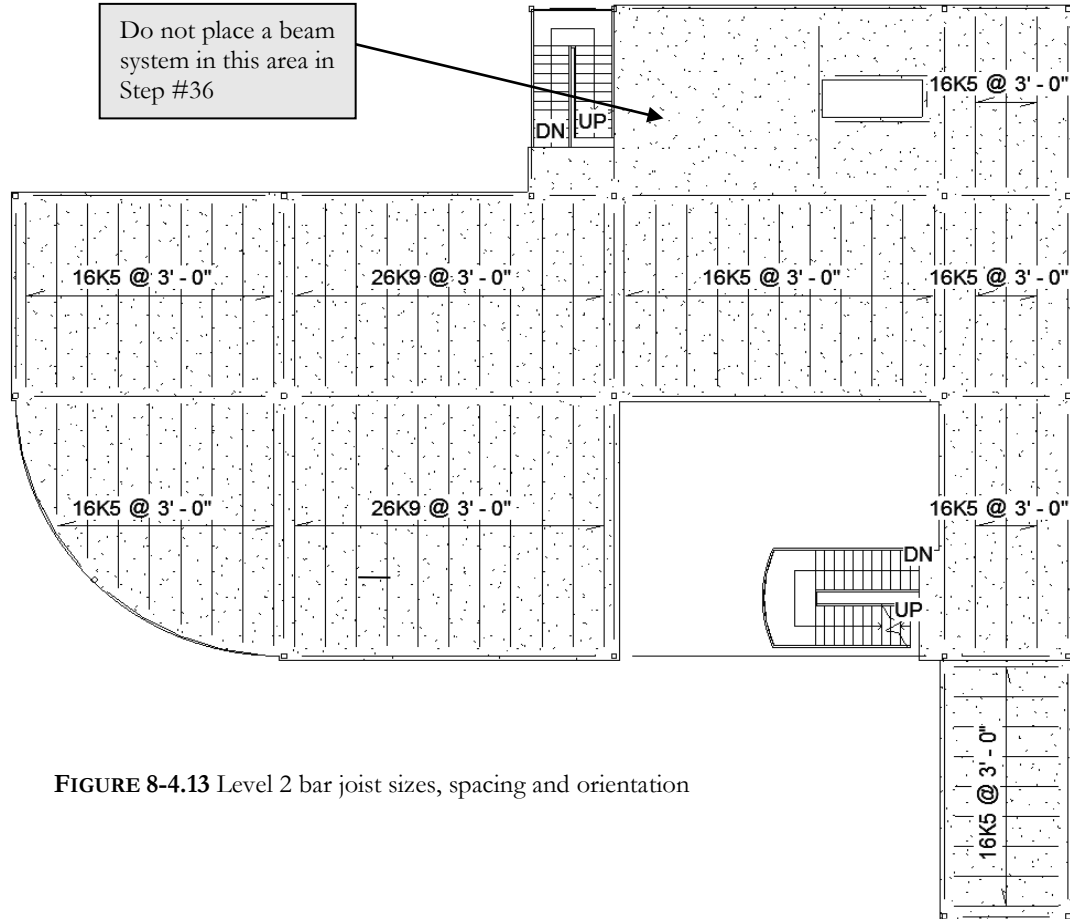 Do not place a beam
system in this area in
Step #36
DN
UP
16K5 @ 3' - 0"
16K5 @ 3' - 0"
26K9 @ 3' - 0"
16K5 @ 3' - 0"
16K5 @ 3' - 0"
16K5 @ 3' - 0"
26K9 @ 3' - 0"
16K5 @ 3' - 0"
DN
UP
16K5 @ 3' - 0"
FIGURE 8-4.13 Level 2 bar joist sizes, spacing and orientation